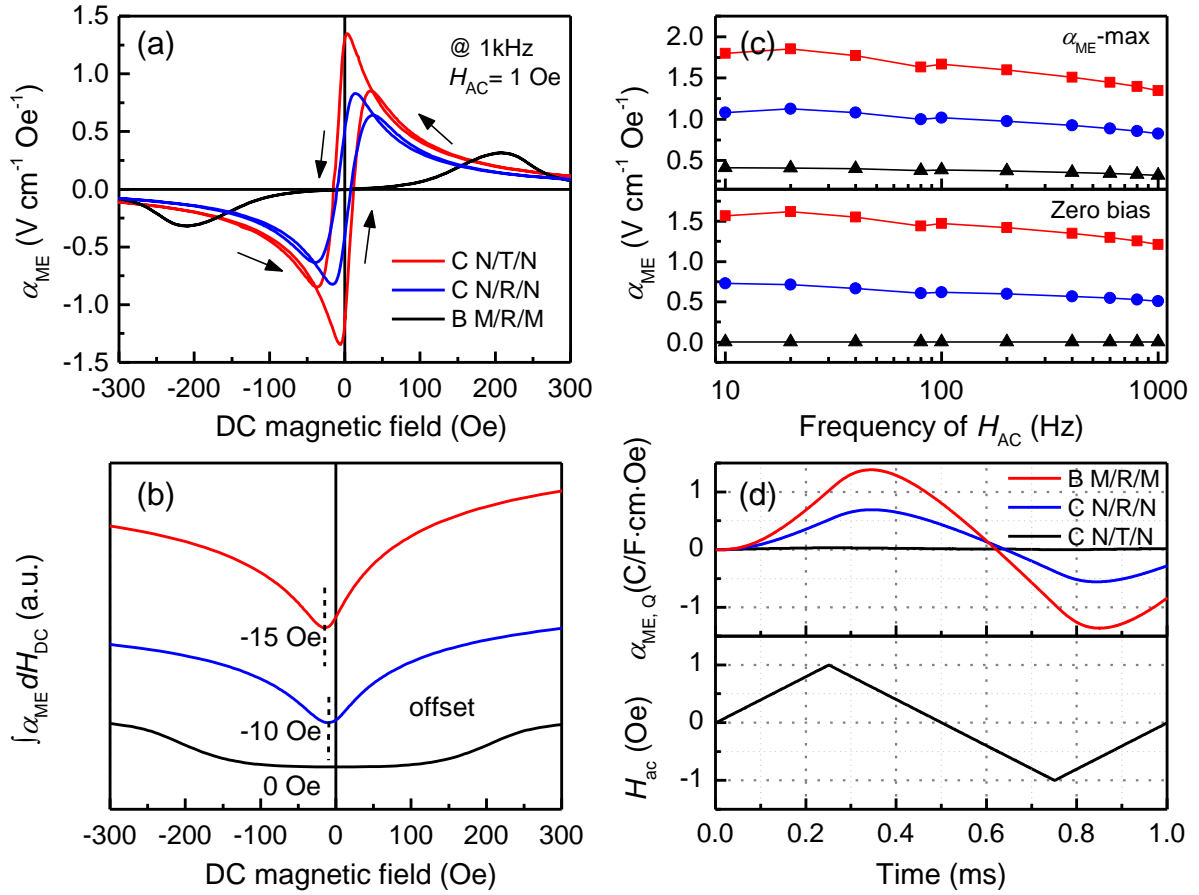 (a)
@ 1kHz
H_AC = 1 Oe
1.5
1.0
0.5
0.0
-0.5
-1.0
-1.5
α_ME (V cm⁻¹ Oe⁻¹)
C N/T/N
C N/R/N
B M/R/M
-300 -200 -100 0 100 200 300
DC magnetic field (Oe)
(c)
α_ME-max
2.0
1.5
1.0
0.5
Zero bias
1.5
1.0
0.5
0.0
α_ME (V cm⁻¹ Oe⁻¹)
10 100 1000
Frequency of H_AC (Hz)
(b)
-15 Oe
-10 Oe
0 Oe
offset
∫α_ME dH_DC (a.u.)
-300 -200 -100 0 100 200 300
DC magnetic field (Oe)
(d)
B M/R/M
C N/R/N
C N/T/N
1
0
-1
α_ME, Q (C/F·cm·Oe)
1
0
-1
H_ac (Oe)
0.0 0.2 0.4 0.6 0.8 1.0
Time (ms)